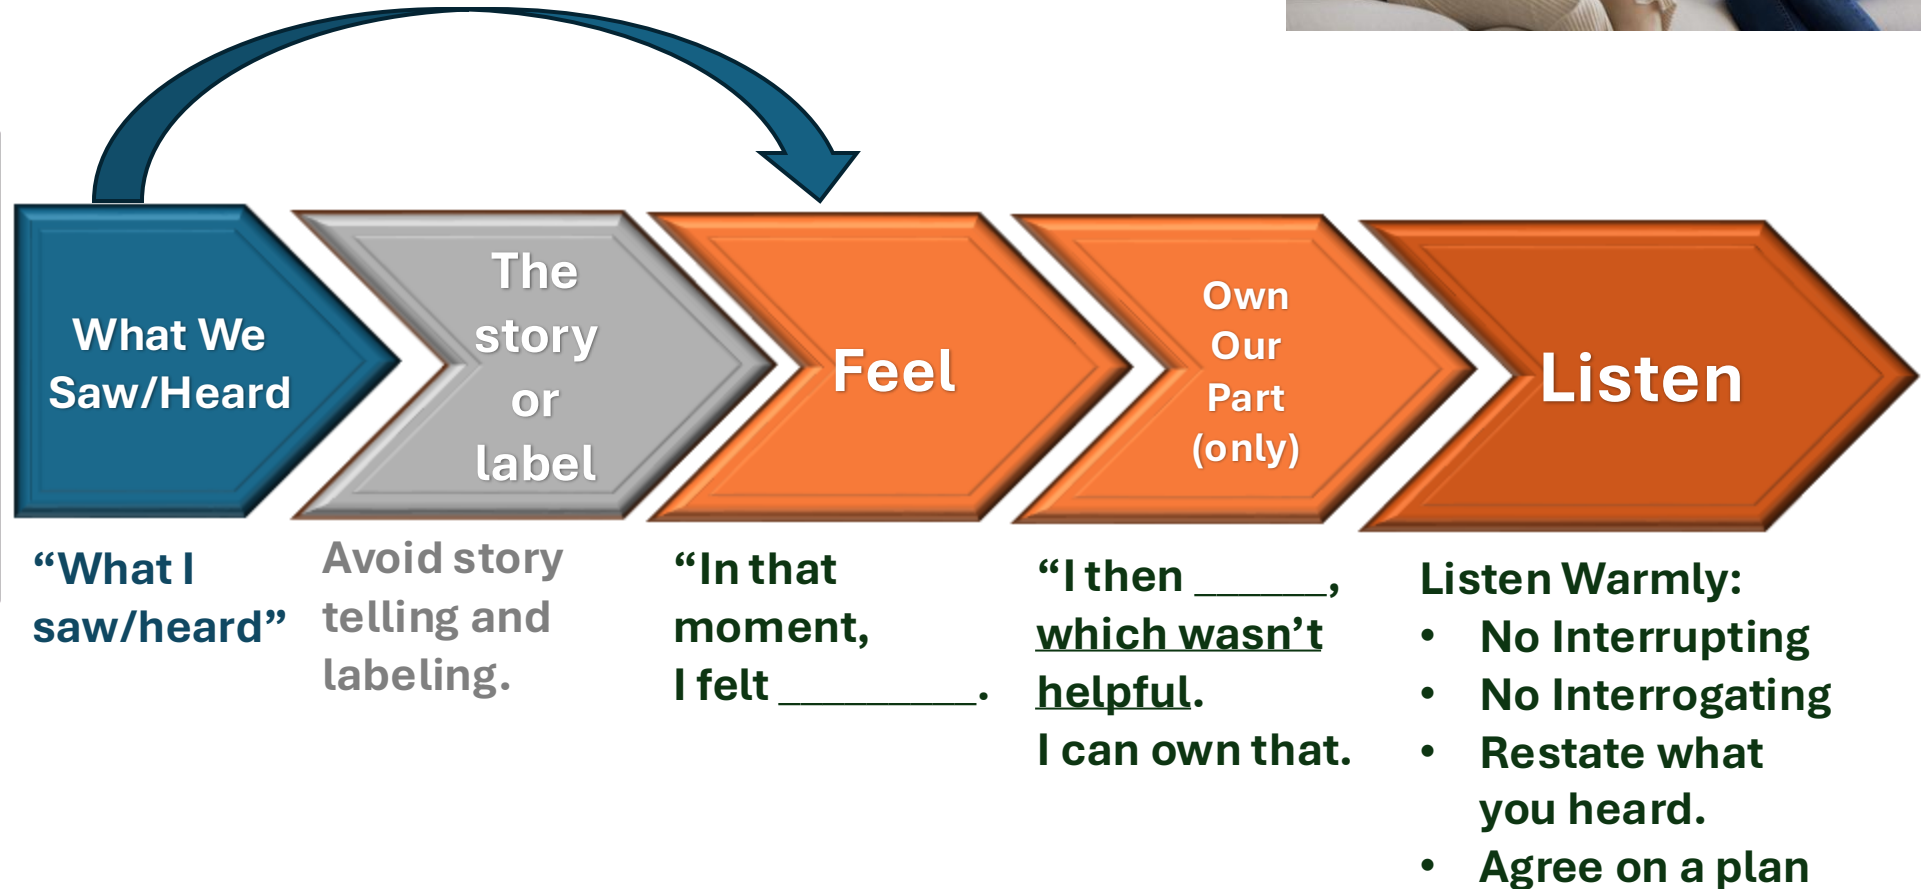 What We
Saw/Heard
The
story
or
label
Feel
Own
Our
Part
(only)
Listen
“What I
saw/heard”
Avoid story
telling and
labeling.
“In that
moment,
I felt _________.
“I then ______,
which wasn’t
helpful.
I can own that.
Listen Warmly:
• No Interrupting
• No Interrogating
• Restate what
you heard.
• Agree on a plan